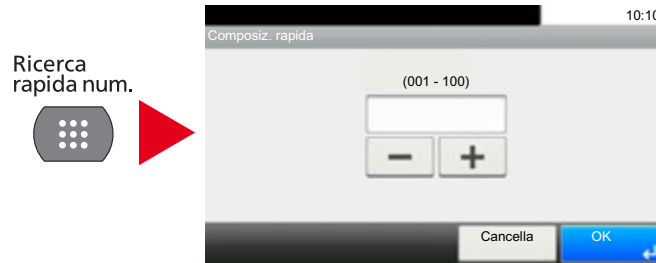 10:10
Composiz. rapida
Ricerca
rapida num.
(001 - 100)
Cancella
OK